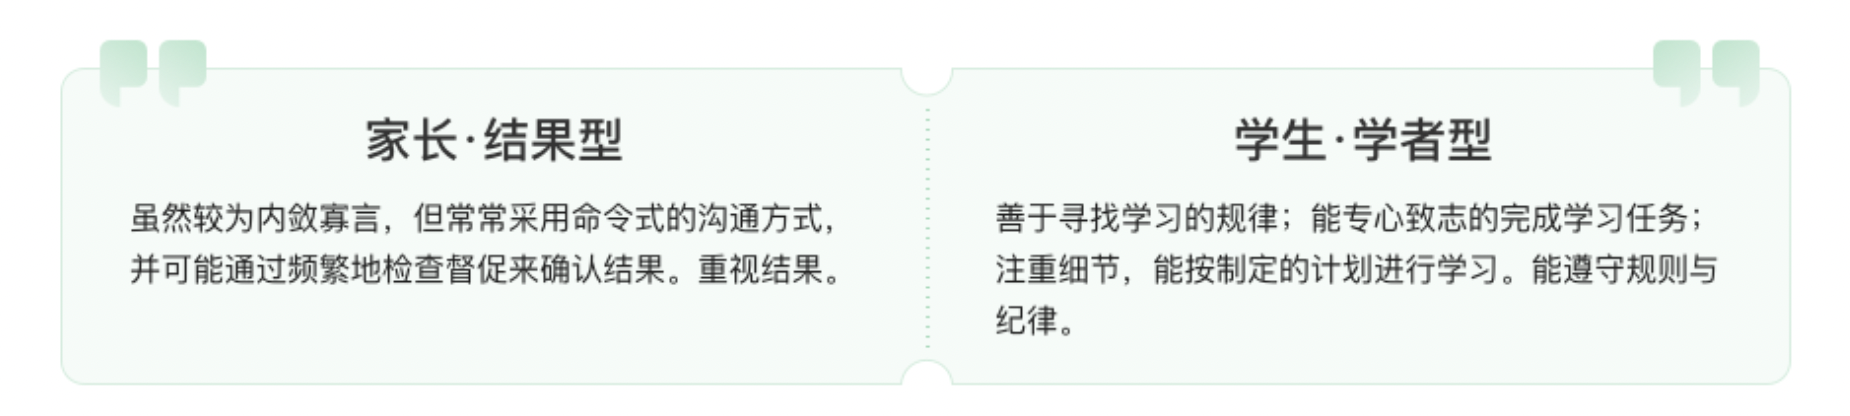 家长·结果型
虽然较为内敛寡言，但常常采用命令式的沟通方式，
并可能通过频繁地检查督促来确认结果。重视结果。
学生·学者型
善于寻找学习的规律；能专心致志的完成学习任务；
注重细节，能按制定的计划进行学习。能遵守规则与
纪律。